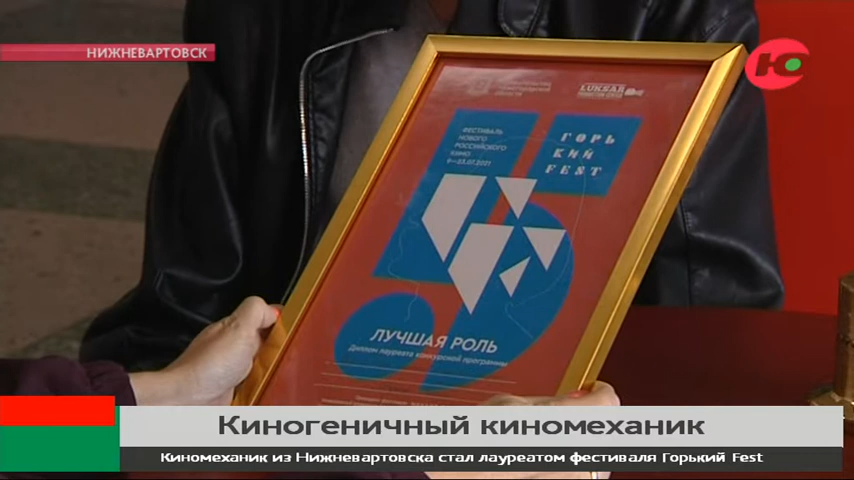 НИЖНЕВАРТОВСК
Ю
LUKSAR
ФЕСТИВАЛЬ
НОВОГО
РОССИЙСКОГО
КИНО
ГОРЬ
КИЙ
FEST
ЛУЧШАЯ РОЛЬ
Диплом лауреата конкурсной программы
Киногеничный киномеханик
Киномеханик из Нижневартовска стал лауреатом фестиваля Горький Fest